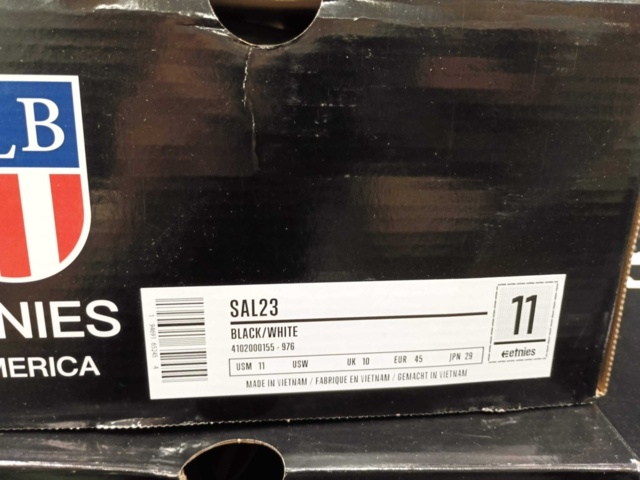 LB
NIES
MERICA
SAL23
BLACK/WHITE
4102000155 - 976
USM 11 USW UK 10 EUR 45 JPN 29
MADE IN VIETNAM / FABRIQUE EN VIETNAM / GEMACHT IN VIETNAM
11
etnies